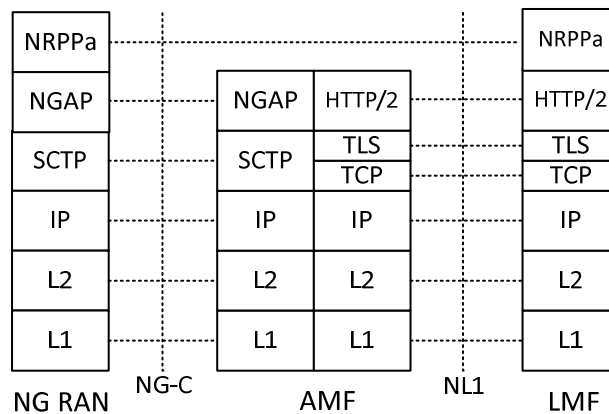 NRPPa NRPPa
NGAP NGAP HTTP/2 HTTP/2
SCTP SCTP TLS TLS
TCP TCP
IP IP IP IP
L2 L2 L2 L2
L1 L1 L1 L1
NG-C NL1
NG RAN AMF LMF